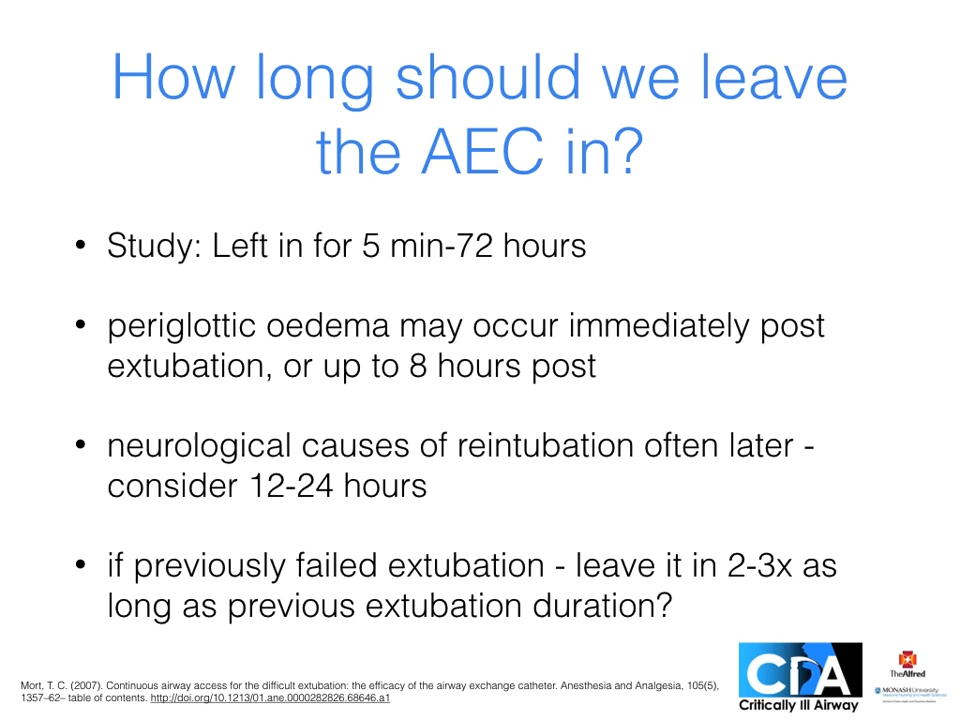 How long should we leave
the AEC in?
• Study: Left in for 5 min-72 hours
• periglottic oedema may occur immediately post
extubation, or up to 8 hours post
• neurological causes of reintubation often later -
consider 12-24 hours
• if previously failed extubation - leave it in 2-3x as
long as previous extubation duration?
Mort, T. C. (2007). Continuous airway access for the difficult extubation: the efficacy of the airway exchange catheter. Anesthesia and Analgesia, 105(5),
1357–62– table of contents. http://doi.org/10.1213/01.ane.0000282826.68646.a1
CIA
Critically Ill Airway
TheAlfred
MONASH University